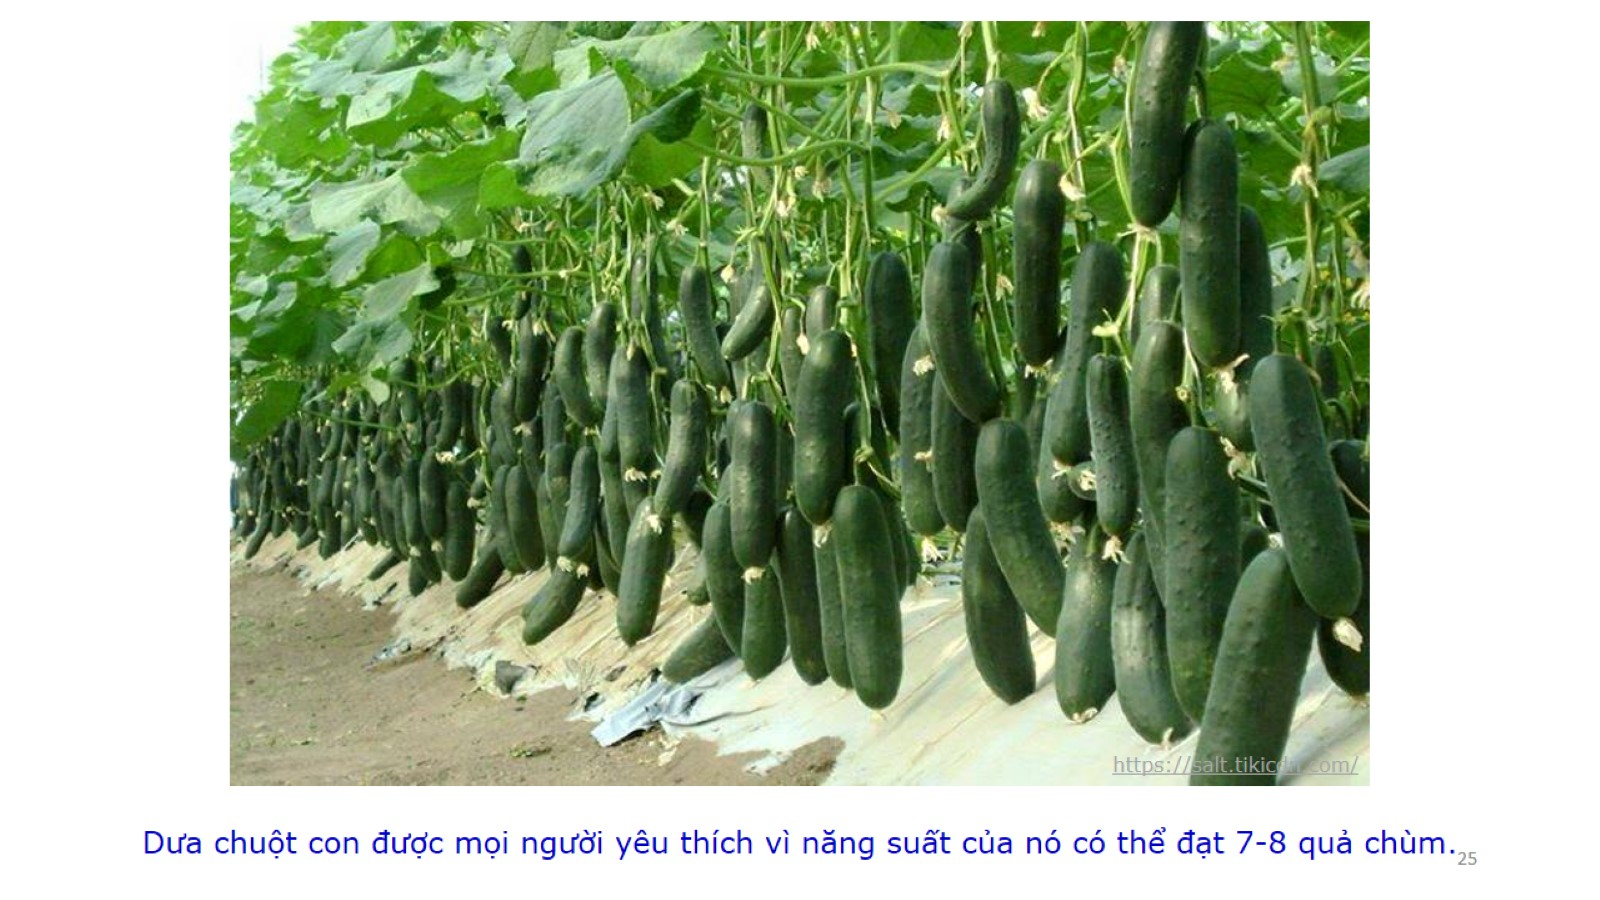 https://salt.tikicdn.com/
Dưa chuột con được mọi người yêu thích vì năng suất của nó có thể đạt 7-8 quả chùm.
25